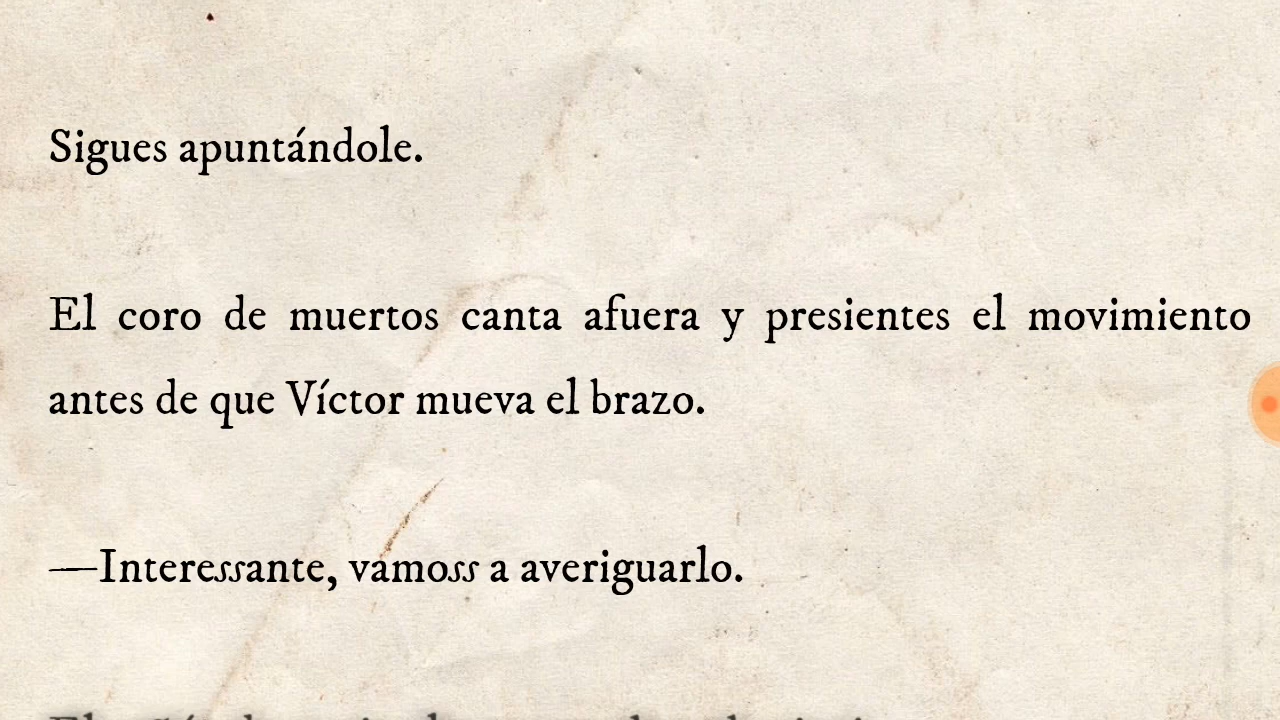 Sigues apuntándole.
El coro de muertos canta afuera y presientes el movimiento
antes de que Víctor mueva el brazo.
—Interessante, vamoss a averiguarlo.